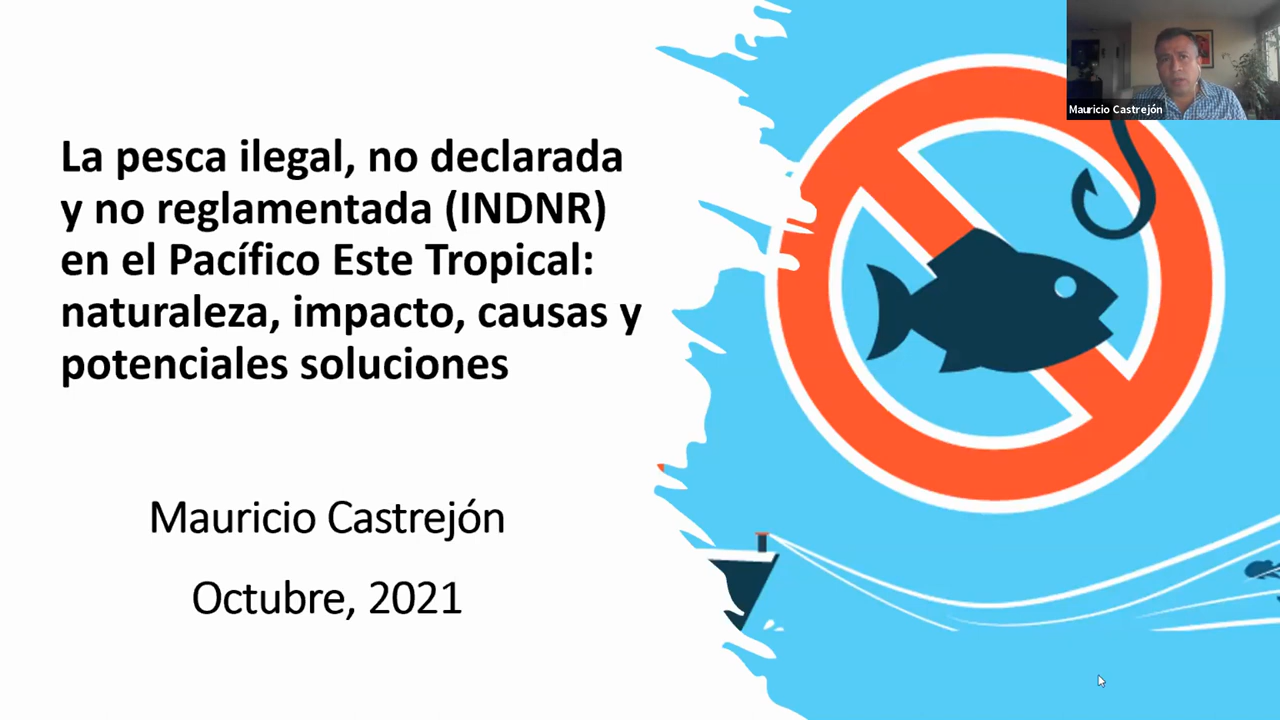 La pesca ilegal, no declarada
y no reglamentada (INDNR)
en el Pacífico Este Tropical:
naturaleza, impacto, causas y
potenciales soluciones
Mauricio Castrejón
Octubre, 2021
Mauricio Castrejón